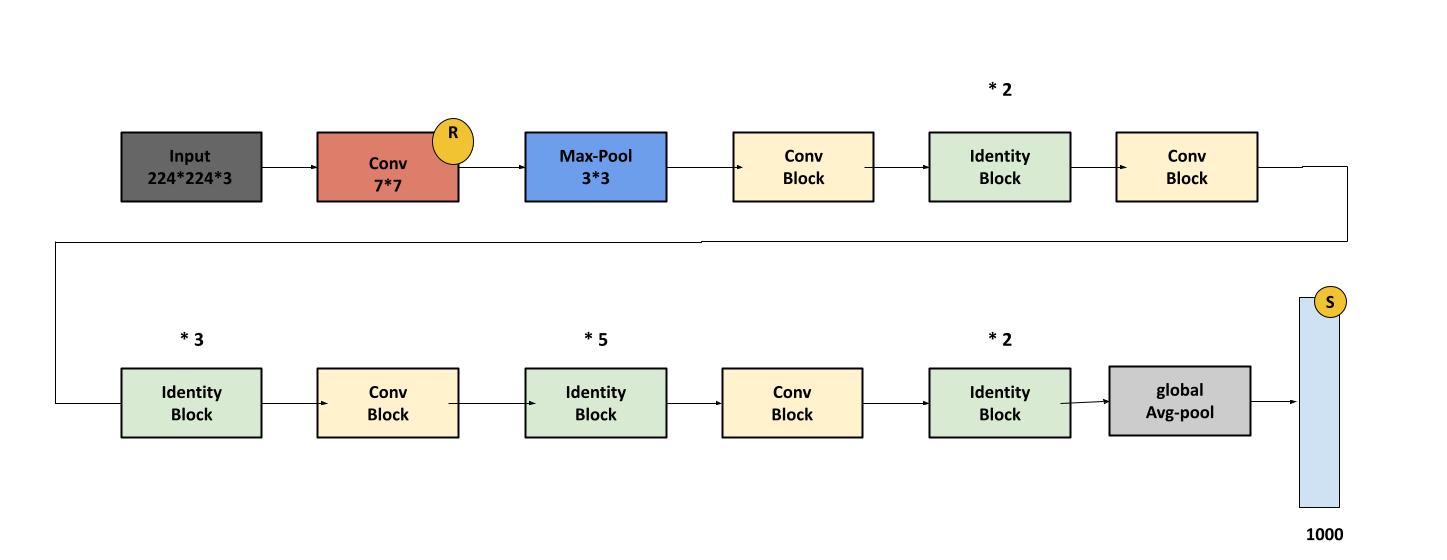 * 2
Input
224*224*3
R
Conv
7*7
Max-Pool
3*3
Conv
Block
Identity
Block
Conv
Block
* 3
Identity
Block
Conv
Block
* 5
Identity
Block
Conv
Block
* 2
Identity
Block
global
Avg-pool
S
1000